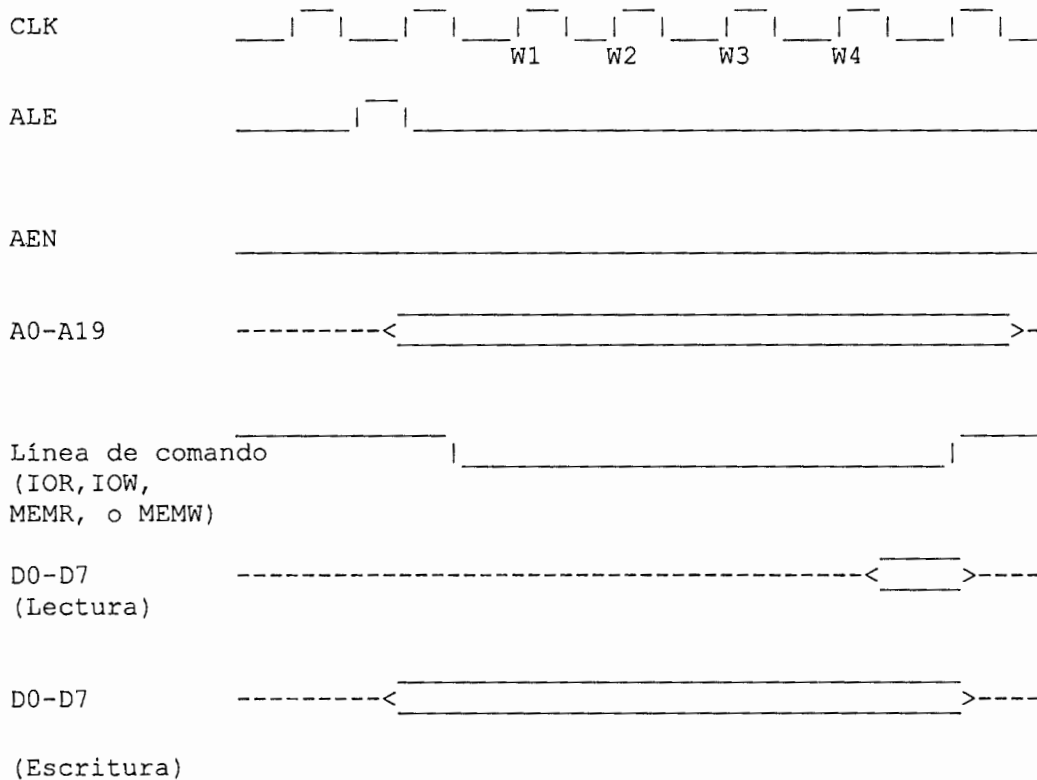 CLK
W1 W2 W3 W4
ALE
AEN
A0-A19
Línea de comando
(IOR,IOW,
MEMR, o MEMW)
D0-D7
(Lectura)
D0-D7
(Escritura)